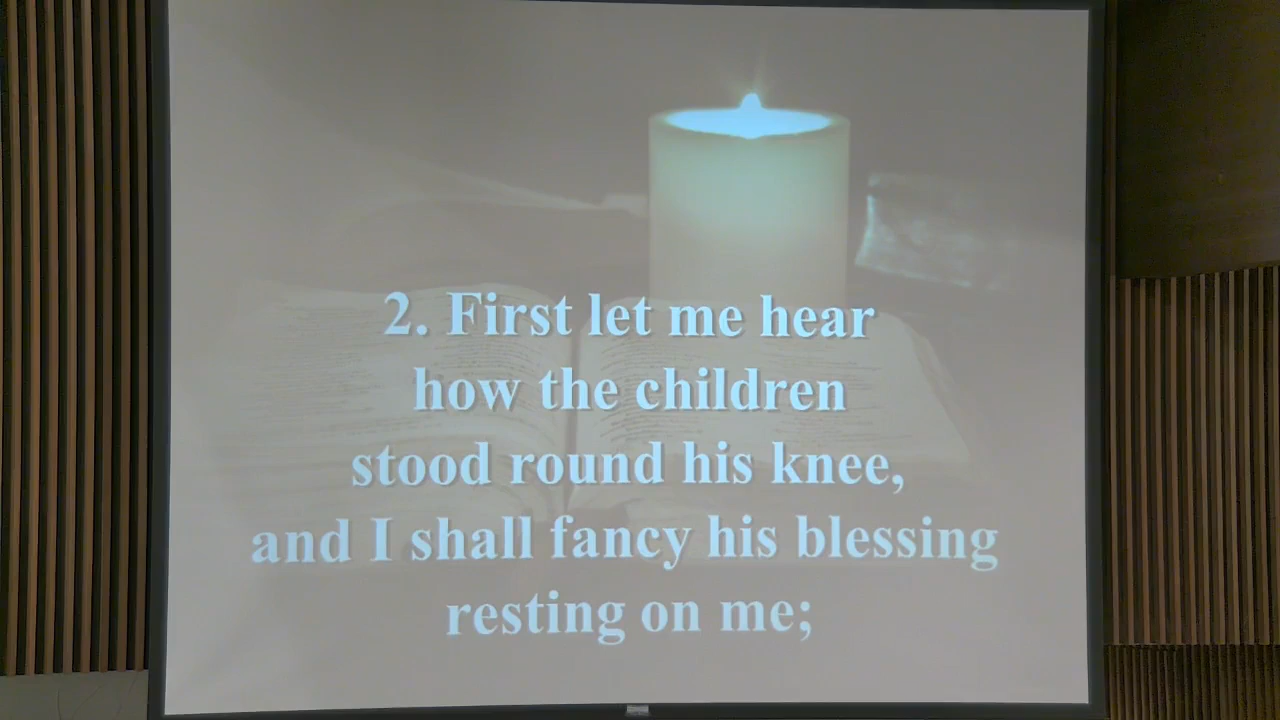 2. First let me hear
how the children
stood round his knee,
and I shall fancy his blessing
resting on me;